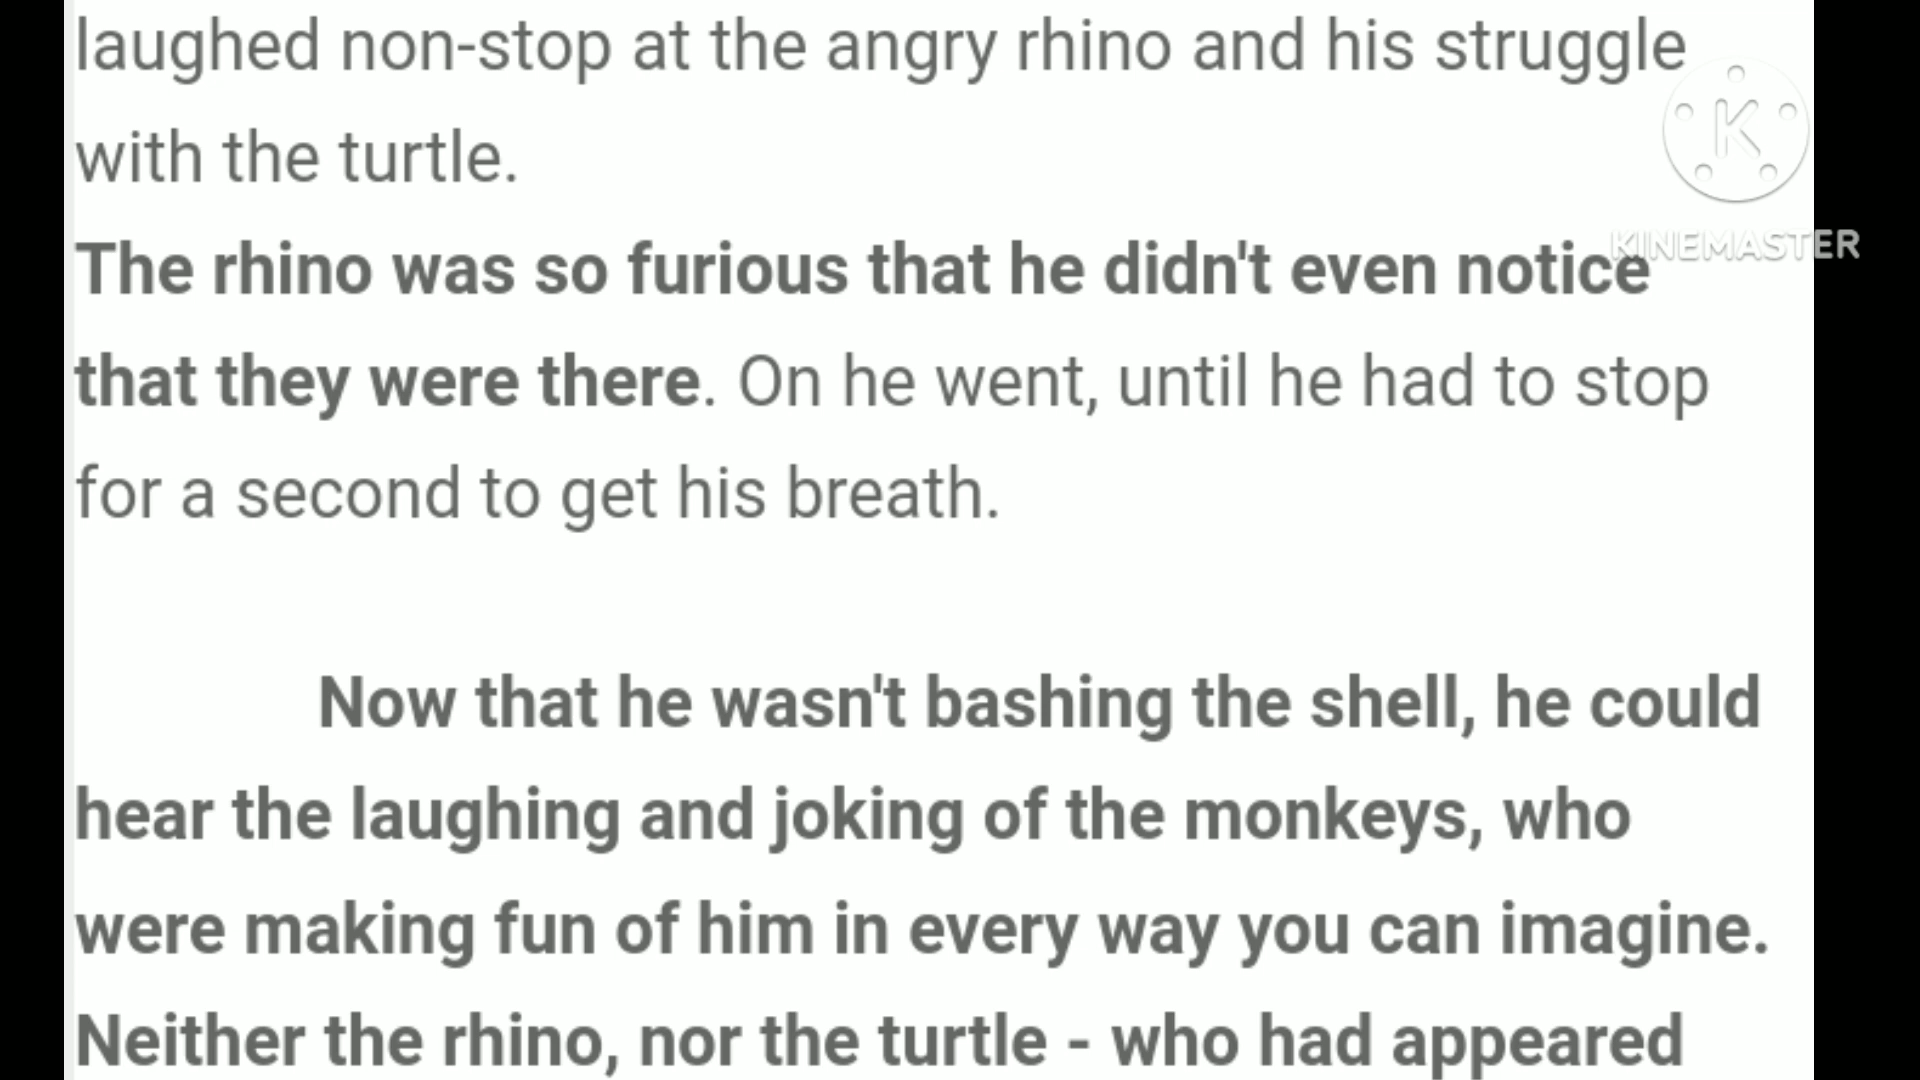 laughed non-stop at the angry rhino and his struggle
with the turtle.
The rhino was so furious that he didn't even notice
that they were there. On he went, until he had to stop
for a second to get his breath.
Now that he wasn't bashing the shell, he could
hear the laughing and joking of the monkeys, who
were making fun of him in every way you can imagine.
Neither the rhino, nor the turtle - who had appeared
K
KINEMASTER